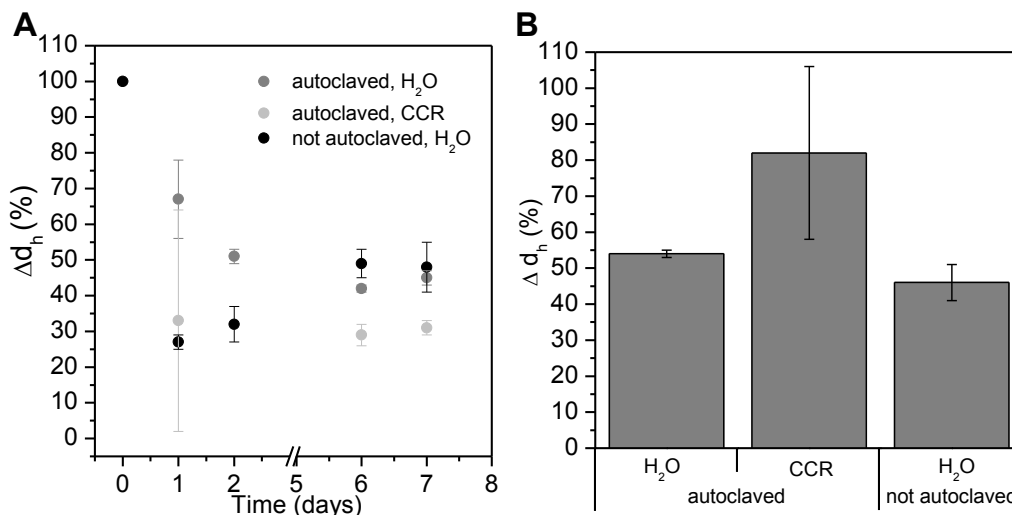 A
110
100
90
80
70
60
50
40
30
20
10
0
Δd_h (%)
autoclaved, H₂O
autoclaved, CCR
not autoclaved, H₂O
0 1 2 5 6 7 8
Time (days)
B
110
100
90
80
70
60
50
40
30
20
10
0
Δ d_h (%)
H₂O CCR H₂O
autoclaved not autoclaved